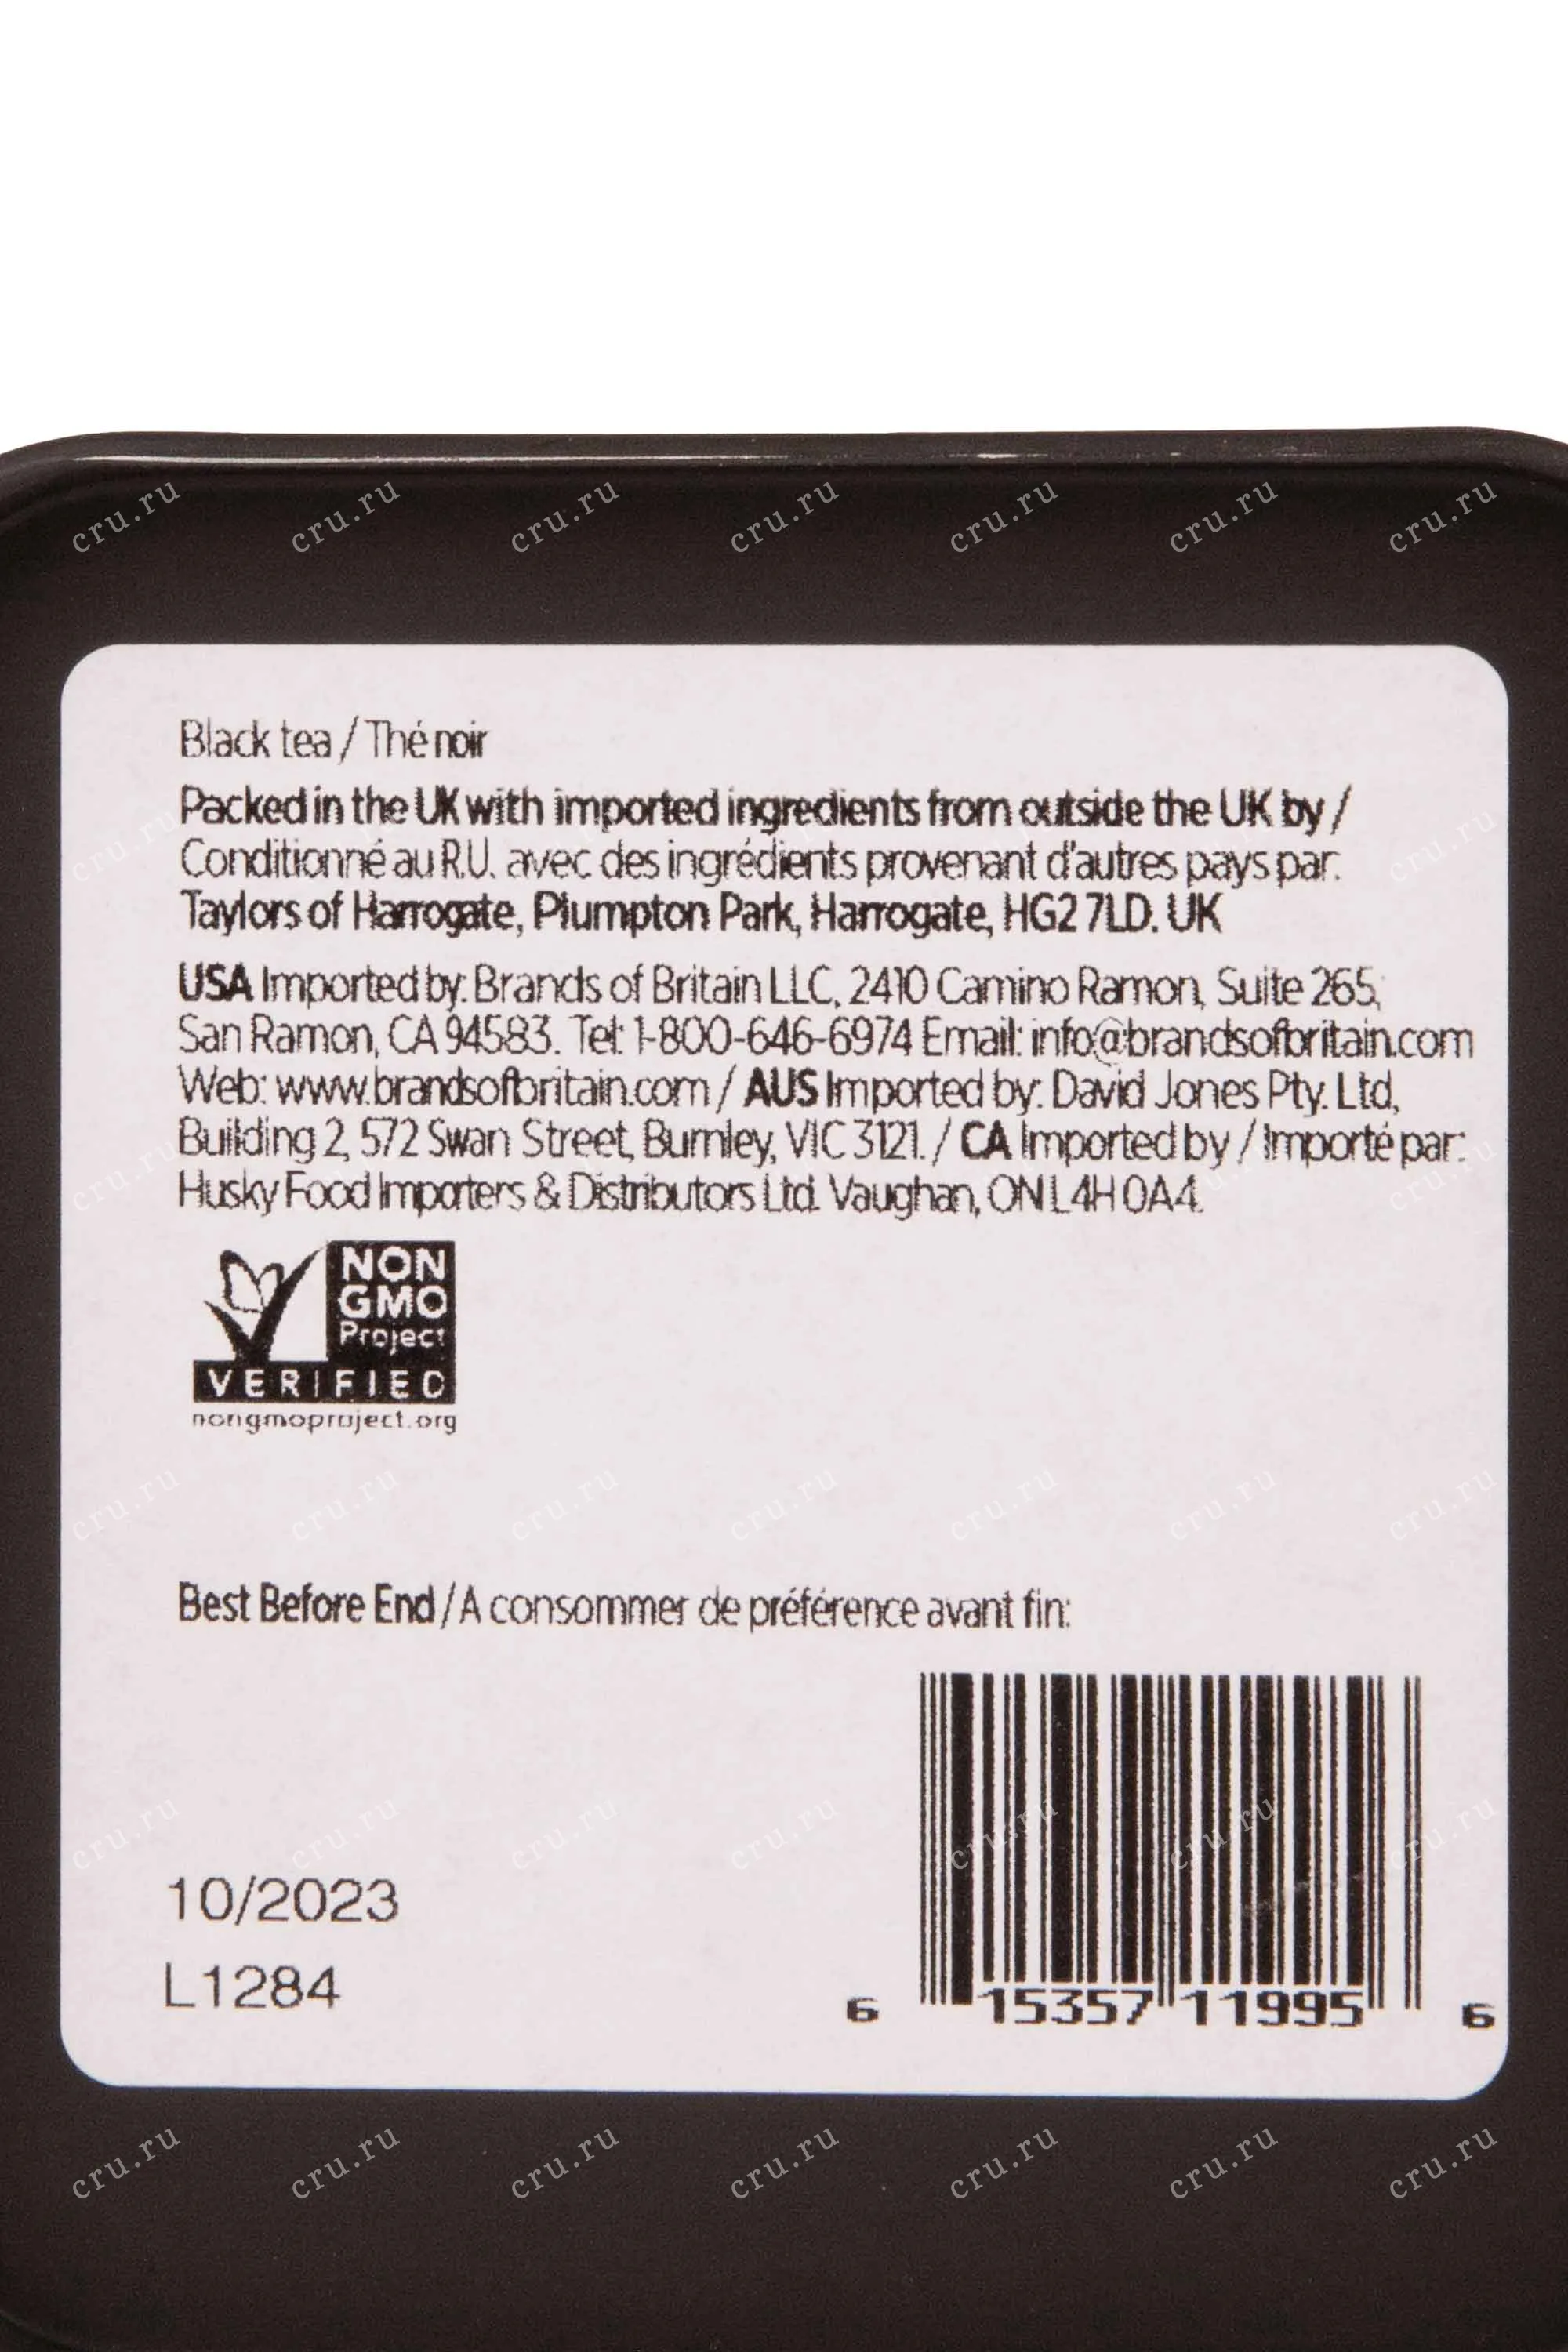 Black tea / Thé noir
Packed in the UK with imported ingredients from outside the UK by /
Conditionné au R.U. avec des ingrédients provenant d'autres pays par:
Taylors of Harrogate, Plumpton Park, Harrogate, HG2 7LD. UK
USA Imported by: Brands of Britain LLC, 2410 Camino Ramon, Suite 265,
San Ramon, CA 94583. Tel: 1-800-646-6974 Email: info@brandsofbritain.com
Web: www.brandsofbritain.com / AUS Imported by: David Jones Pty. Ltd,
Building 2, 572 Swan Street, Burnley, VIC 3121. / CA Imported by / Importé par:
Husky Food Importers & Distributors Ltd. Vaughan, ON L4H 0A4.
NON
GMO
Project
VERIFIED
nongmoproject.org
Best Before End / A consommer de préférence avant fin:
10/2023
L1284
6 15357 11995 6
cru.ru